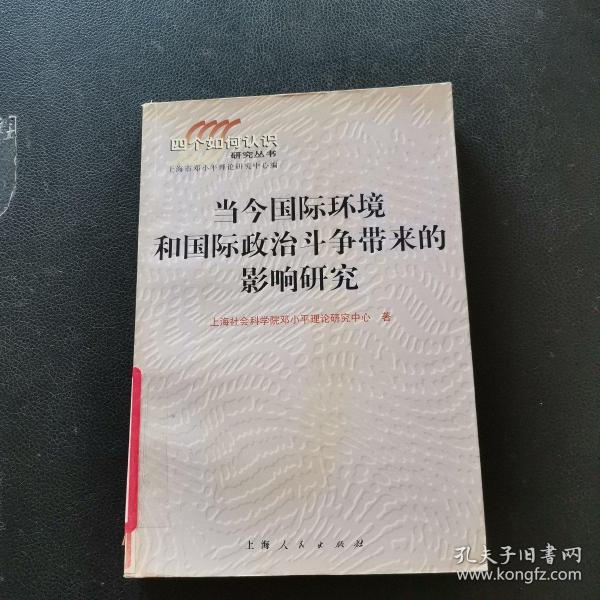 四个如何认识
研究丛书
上海市邓小平理论研究中心编
当今国际环境
和国际政治斗争带来的
影响研究
上海社会科学院邓小平理论研究中心 著
上海人民出版社
孔夫子旧书网
www.kongfz.com